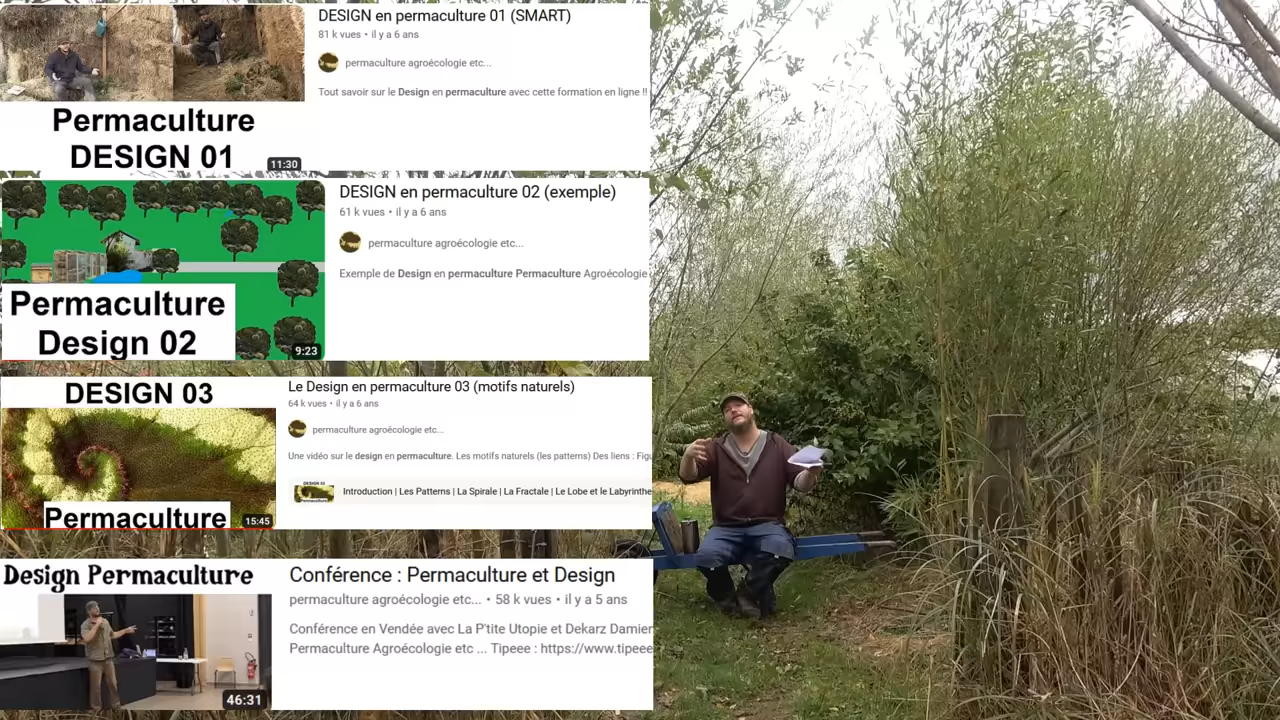 DESIGN en permaculture 01 (SMART)
81 k vues • il y a 6 ans
permaculture agroécologie etc...
Tout savoir sur le Design en permaculture avec cette formation en ligne !!
Permaculture
DESIGN 01
11:30
DESIGN en permaculture 02 (exemple)
61 k vues • il y a 6 ans
permaculture agroécologie etc...
Exemple de Design en permaculture Permaculture Agroécologie
Permaculture
Design 02
9:23
DESIGN 03
Le Design en permaculture 03 (motifs naturels)
64 k vues • il y a 6 ans
permaculture agroécologie etc...
Une vidéo sur le design en permaculture. Les motifs naturels (les patterns) Des liens : Figu
Introduction | Les Patterns | La Spirale | La Fractale | Le Lobe et le Labyrinthe
Permaculture
15:45
Design Permaculture
Conférence : Permaculture et Design
permaculture agroécologie etc... • 58 k vues • il y a 5 ans
Conférence en Vendée avec La P'tite Utopie et Dekarz Damien
Permaculture Agroécologie etc ... Tipeee : https://www.tipeee
46:31